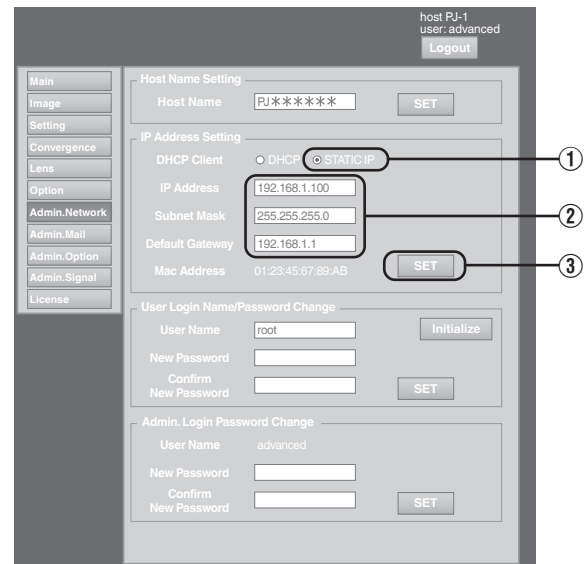 host PJ-1
user: advanced
Logout
Main
Image
Setting
Convergence
Lens
Option
Admin.Network
Admin.Mail
Admin.Option
Admin.Signal
License
Host Name Setting
Host Name PJ＊＊＊＊＊＊ SET
IP Address Setting
DHCP Client DHCP STATIC IP ①
IP Address 192.168.1.100
Subnet Mask 255.255.255.0 ②
Default Gateway 192.168.1.1
Mac Address 01:23:45:67:89:AB SET ③
User Login Name/Password Change
User Name root Initialize
New Password
Confirm
New Password SET
Admin. Login Password Change
User Name advanced
New Password
Confirm
New Password SET